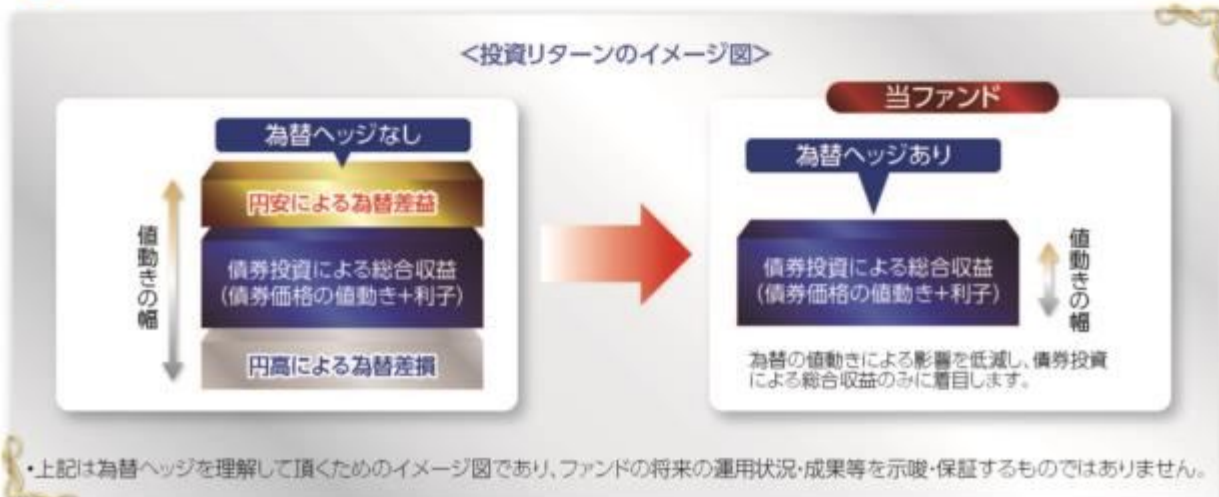 <投資リターンのイメージ図>
為替ヘッジなし
円安による為替差益
債券投資による総合収益
(債券価格の値動き+利子)
円高による為替差損
値動きの幅
当ファンド
為替ヘッジあり
債券投資による総合収益
(債券価格の値動き+利子)
値動きの幅
為替の値動きによる影響を低減し、債券投資
による総合収益のみに着目します。
・上記は為替ヘッジを理解して頂くためのイメージ図であり、ファンドの将来の運用状況・成果等を示唆・保証するものではありません。